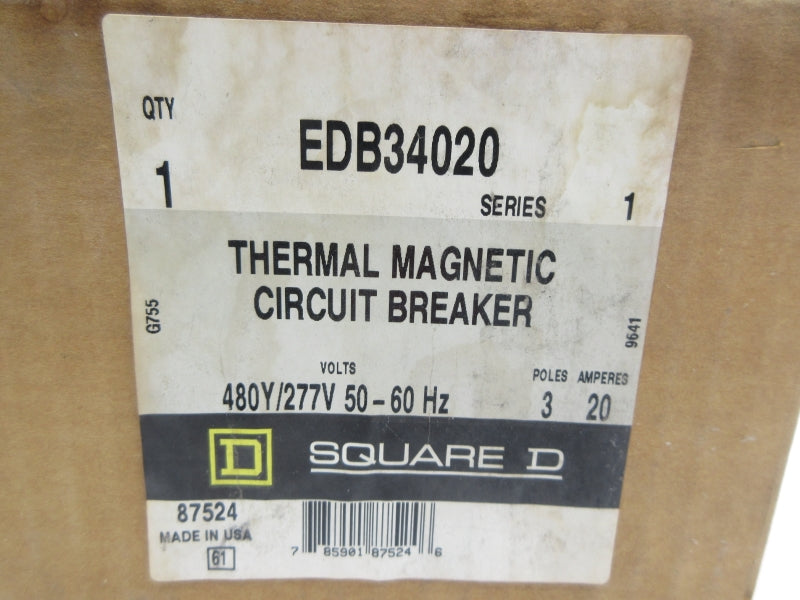 QTY
EDB34020
1
SERIES 1
THERMAL MAGNETIC
CIRCUIT BREAKER
G755
9641
VOLTS
480Y/277V 50-60 Hz
POLES AMPERES
3 20
D SQUARE D
87524
MADE IN USA
61
7 85901 87524 6